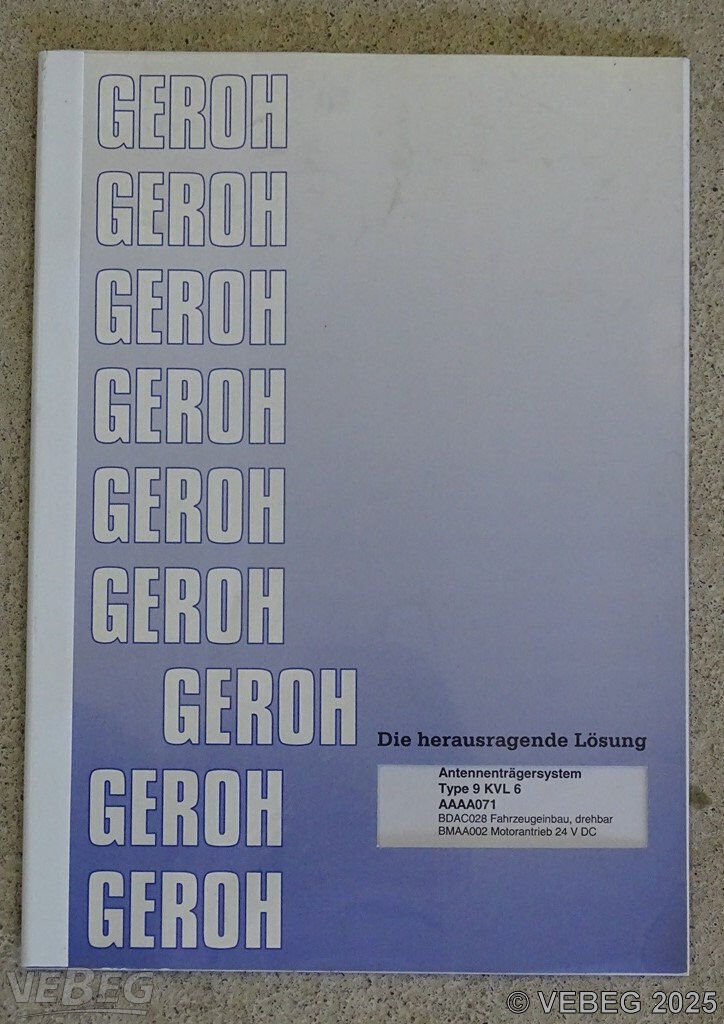 GEROH
GEROH
GEROH
GEROH
GEROH
GEROH
GEROH
Die herausragende Lösung
Antennenträgersystem
Type 9 KVL 6
AAAA071
BDAC028 Fahrzeugeinbau, drehbar
BMAA002 Motorantrieb 24 V DC
GEROH
GEROH
VEBEG
© VEBEG 2025